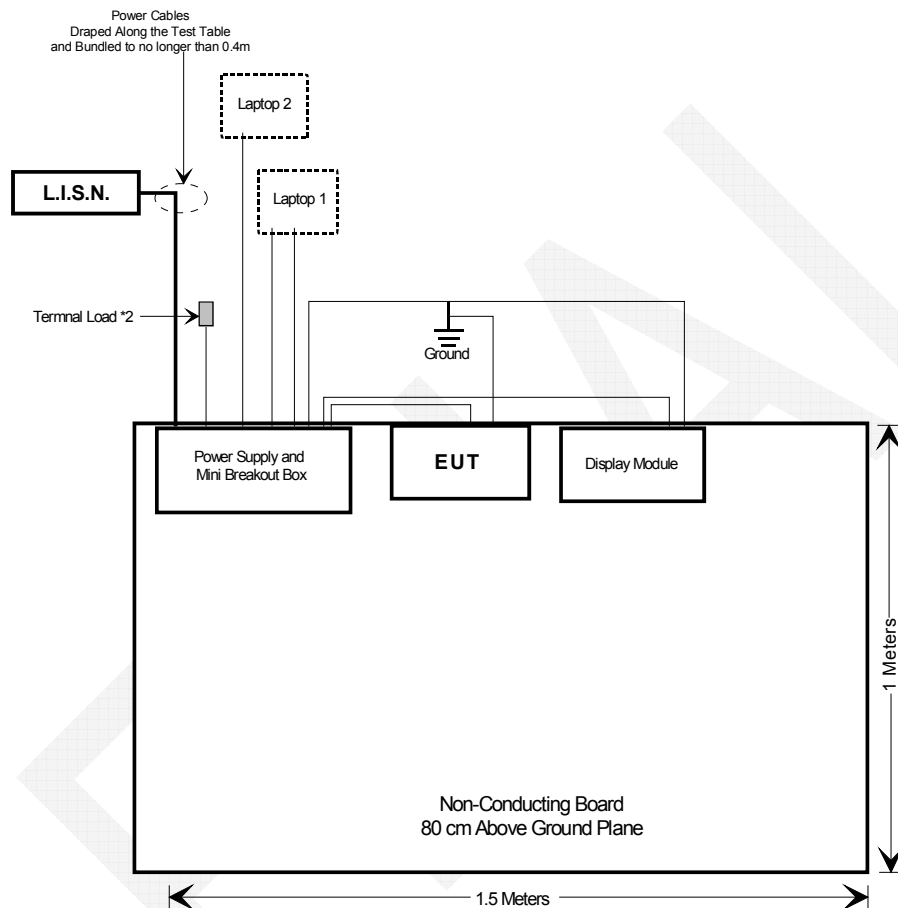 Power Cables
Draped Along the Test Table
and Bundled to no longer than 0.4m
Laptop 2
L.I.S.N.
Laptop 1
Termnal Load *2
Ground
Power Supply and
Mini Breakout Box
EUT
Display Module
1 Meters
Non-Conducting Board
80 cm Above Ground Plane
1.5 Meters